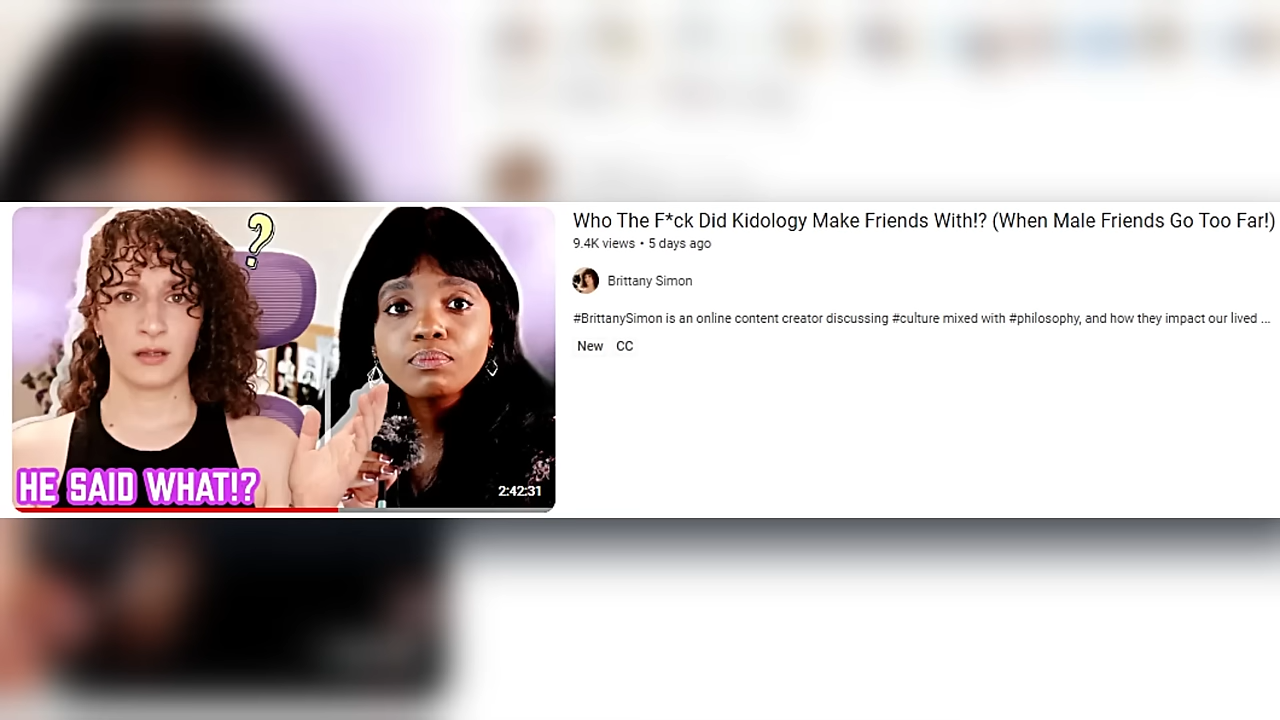 ?
HE SAID WHAT!?
2:42:31
Who The F*ck Did Kidology Make Friends With!? (When Male Friends Go Too Far!)
9.4K views • 5 days ago
Brittany Simon
#BrittanySimon is an online content creator discussing #culture mixed with #philosophy, and how they impact our lived ...
New CC